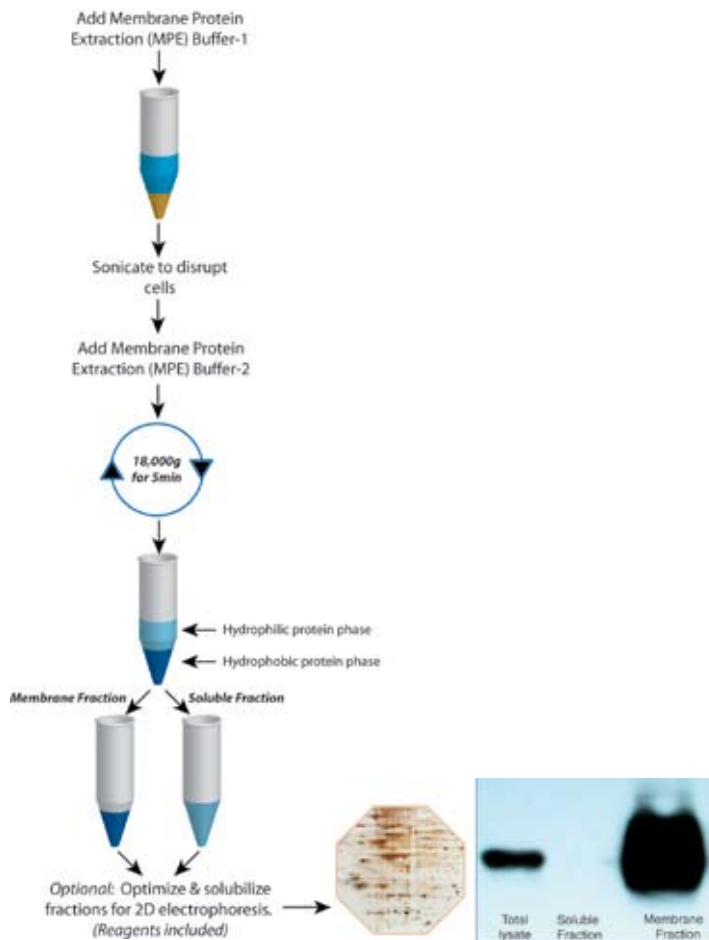 Add Membrane Protein
Extraction (MPE) Buffer-1
Sonicate to disrupt
cells
Add Membrane Protein
Extraction (MPE) Buffer-2
18,000g
for 5min
Hydrophilic protein phase
Hydrophobic protein phase
Membrane Fraction
Soluble Fraction
Optional: Optimize & solubilize
fractions for 2D electrophoresis.
(Reagents included)
Total
lysate
Soluble
Fraction
Membrane
Fraction